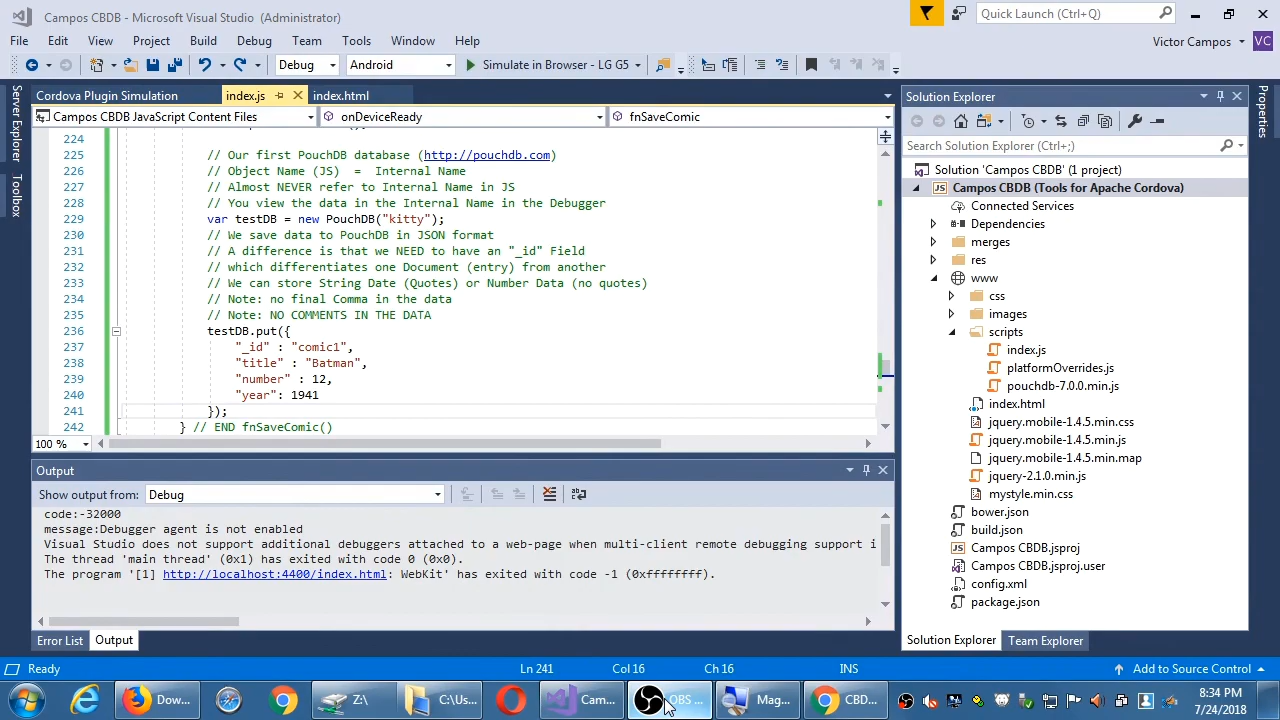 Campos CBDB - Microsoft Visual Studio (Administrator)
Quick Launch (Ctrl+Q)
File Edit View Project Build Debug Team Tools Window Help
Victor Campos VC
Debug Android Simulate in Browser - LG G5
Server Explorer
Toolbox
Cordova Plugin Simulation index.js index.html
Campos CBDB JavaScript Content Files onDeviceReady fnSaveComic
224
225 // Our first PouchDB database (http://pouchdb.com)
226 // Object Name (JS) = Internal Name
227 // Almost NEVER refer to Internal Name in JS
228 // You view the data in the Internal Name in the Debugger
229 var testDB = new PouchDB("kitty");
230 // We save data to PouchDB in JSON format
231 // A difference is that we NEED to have an "_id" Field
232 // which differentiates one Document (entry) from another
233 // We can store String Date (Quotes) or Number Data (no quotes)
234 // Note: no final Comma in the data
235 // Note: NO COMMENTS IN THE DATA
236 testDB.put({
237 "_id" : "comic1",
238 "title" : "Batman",
239 "number" : 12,
240 "year": 1941
241 });
242 } // END fnSaveComic()
100 %
Output
Show output from: Debug
code:-32000
message:Debugger agent is not enabled
Visual Studio does not support additional debuggers attached to a web-page when multi-client remote debugging support i
The thread 'main thread' (0x1) has exited with code 0 (0x0).
The program '[1] http://localhost:4400/index.html: WebKit' has exited with code -1 (0xffffffff).
Error List Output
Solution Explorer
Search Solution Explorer (Ctrl+;)
Solution 'Campos CBDB' (1 project)
Campos CBDB (Tools for Apache Cordova)
Connected Services
Dependencies
merges
res
www
css
images
scripts
index.js
platformOverrides.js
pouchdb-7.0.0.min.js
index.html
jquery.mobile-1.4.5.min.css
jquery.mobile-1.4.5.min.js
jquery.mobile-1.4.5.min.map
jquery-2.1.0.min.js
mystyle.min.css
bower.json
build.json
Campos CBDB.jsproj
Campos CBDB.jsproj.user
config.xml
package.json
Solution Explorer Team Explorer
Properties
Ready Ln 241 Col 16 Ch 16 INS Add to Source Control
Dow... Z:\ C:\Us... Cam... OBS ... Mag... CBD...
8:34 PM
7/24/2018